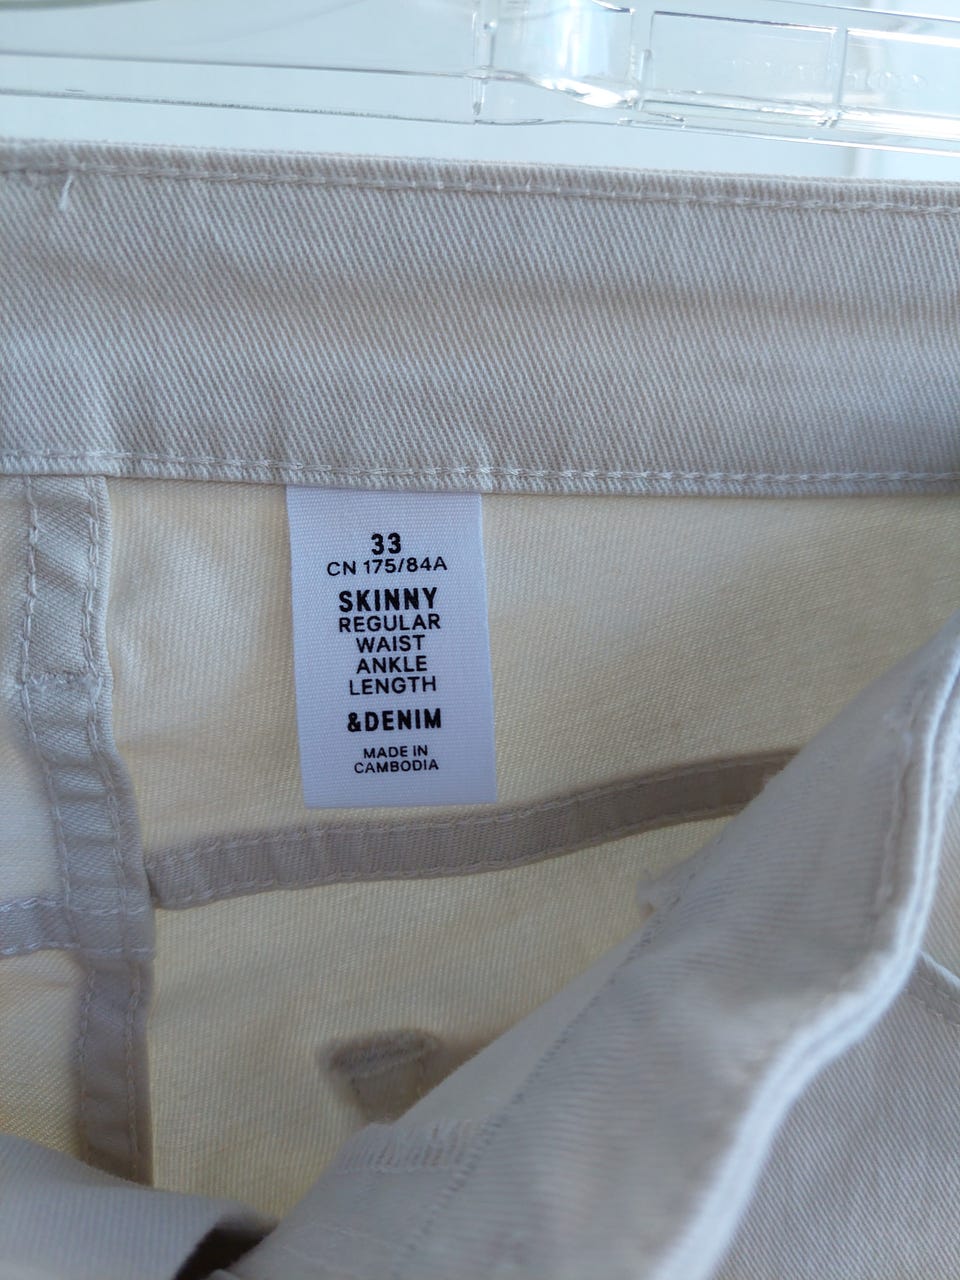 33
CN 175/84A
SKINNY
REGULAR
WAIST
ANKLE
LENGTH
&DENIM
MADE IN
CAMBODIA